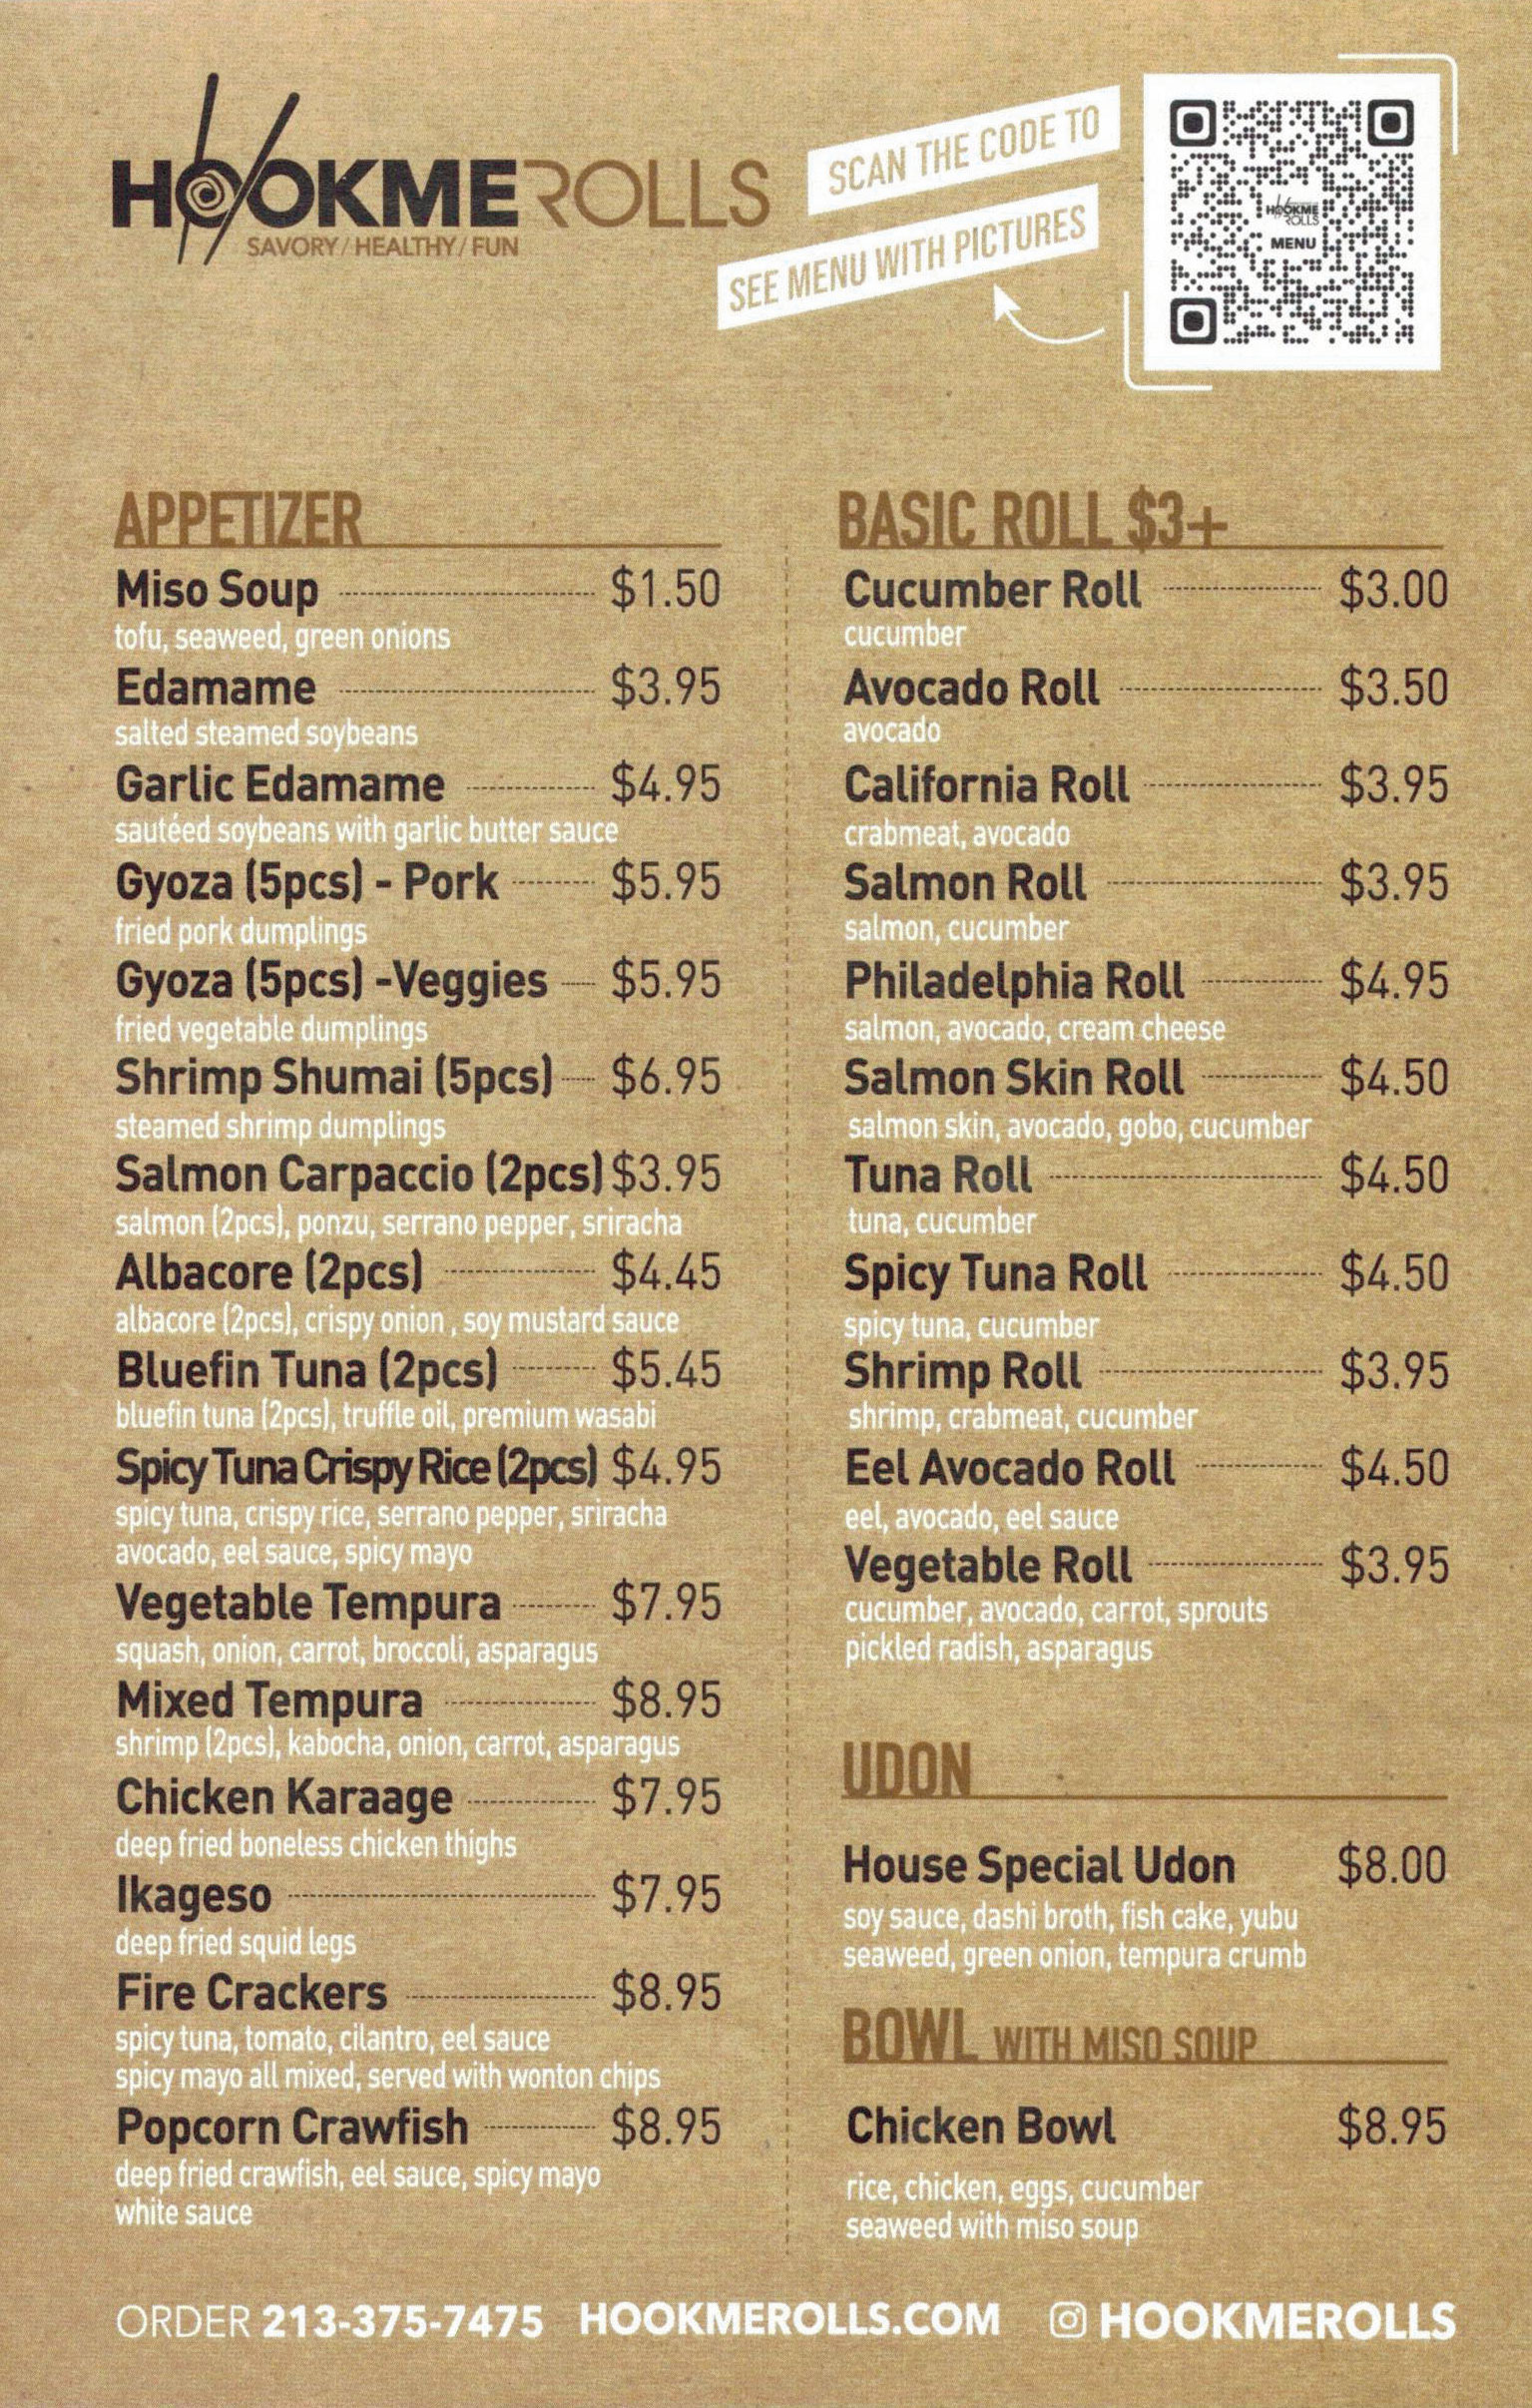 HOOKMEROLLS
SAVORY/HEALTHY/FUN
SCAN THE CODE TO
SEE MENU WITH PICTURES
HOOKME
ROLLS
MENU
APPETIZER
Miso Soup $1.50
tofu, seaweed, green onions
Edamame $3.95
salted steamed soybeans
Garlic Edamame $4.95
sautéed soybeans with garlic butter sauce
Gyoza (5pcs) - Pork $5.95
fried pork dumplings
Gyoza (5pcs) -Veggies $5.95
fried vegetable dumplings
Shrimp Shumai (5pcs) $6.95
steamed shrimp dumplings
Salmon Carpaccio (2pcs) $3.95
salmon (2pcs), ponzu, serrano pepper, sriracha
Albacore (2pcs) $4.45
albacore (2pcs), crispy onion , soy mustard sauce
Bluefin Tuna (2pcs) $5.45
bluefin tuna (2pcs), truffle oil, premium wasabi
Spicy Tuna Crispy Rice (2pcs) $4.95
spicy tuna, crispy rice, serrano pepper, sriracha
avocado, eel sauce, spicy mayo
Vegetable Tempura $7.95
squash, onion, carrot, broccoli, asparagus
Mixed Tempura $8.95
shrimp (2pcs), kabocha, onion, carrot, asparagus
Chicken Karaage $7.95
deep fried boneless chicken thighs
Ikageso $7.95
deep fried squid legs
Fire Crackers $8.95
spicy tuna, tomato, cilantro, eel sauce
spicy mayo all mixed, served with wonton chips
Popcorn Crawfish $8.95
deep fried crawfish, eel sauce, spicy mayo
white sauce
BASIC ROLL $3+
Cucumber Roll $3.00
cucumber
Avocado Roll $3.50
avocado
California Roll $3.95
crabmeat, avocado
Salmon Roll $3.95
salmon, cucumber
Philadelphia Roll $4.95
salmon, avocado, cream cheese
Salmon Skin Roll $4.50
salmon skin, avocado, gobo, cucumber
Tuna Roll $4.50
tuna, cucumber
Spicy Tuna Roll $4.50
spicy tuna, cucumber
Shrimp Roll $3.95
shrimp, crabmeat, cucumber
Eel Avocado Roll $4.50
eel, avocado, eel sauce
Vegetable Roll $3.95
cucumber, avocado, carrot, sprouts
pickled radish, asparagus
UDON
House Special Udon $8.00
soy sauce, dashi broth, fish cake, yubu
seaweed, green onion, tempura crumb
BOWL WITH MISO SOUP
Chicken Bowl $8.95
rice, chicken, eggs, cucumber
seaweed with miso soup
ORDER 213-375-7475 HOOKMEROLLS.COM HOOKMEROLLS